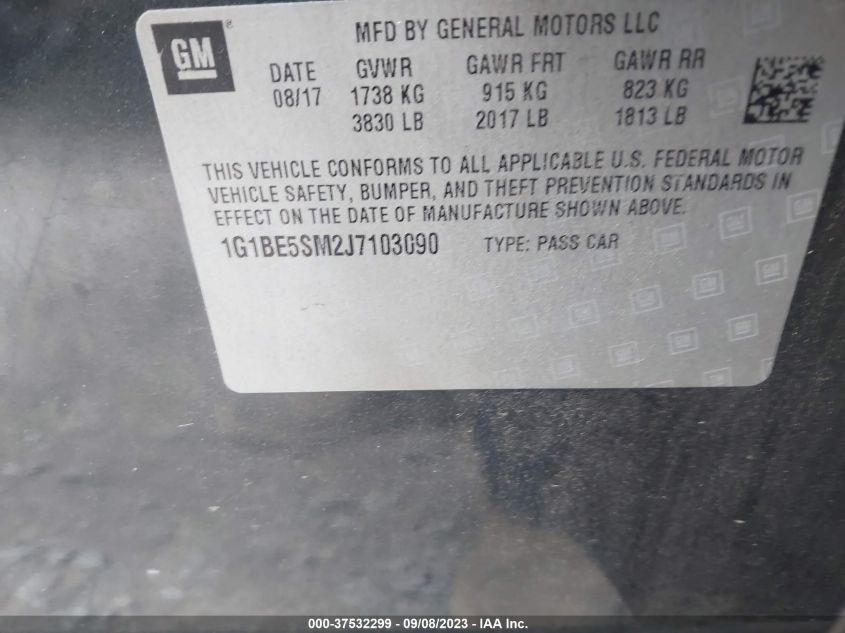 GM
®
MFD BY GENERAL MOTORS LLC
DATE GVWR GAWR FRT GAWR RR
08/17 1738 KG 915 KG 823 KG
3830 LB 2017 LB 1813 LB
THIS VEHICLE CONFORMS TO ALL APPLICABLE U.S. FEDERAL MOTOR
VEHICLE SAFETY, BUMPER, AND THEFT PREVENTION STANDARDS IN
EFFECT ON THE DATE OF MANUFACTURE SHOWN ABOVE.
1G1BE5SM2J7103090 TYPE: PASS CAR
000-37532299 - 09/08/2023 - IAA Inc.